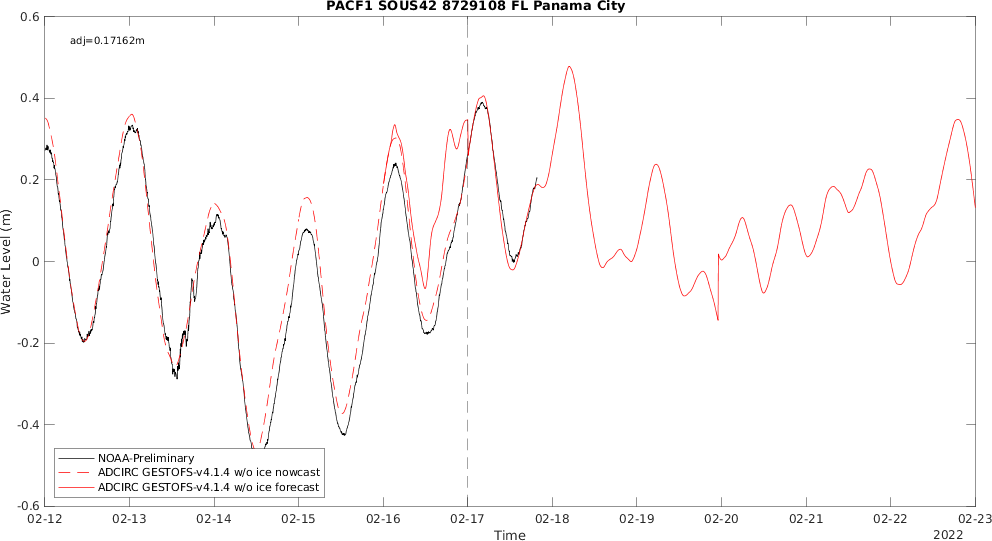 PACF1 SOUS42 8729108 FL Panama City
adj=0.17162m
0.6
0.4
0.2
0
-0.2
-0.4
-0.6
Water Level (m)
NOAA-Preliminary
ADCIRC GESTOFS-v4.1.4 w/o ice nowcast
ADCIRC GESTOFS-v4.1.4 w/o ice forecast
02-12 02-13 02-14 02-15 02-16 02-17 02-18 02-19 02-20 02-21 02-22 02-23
Time
2022